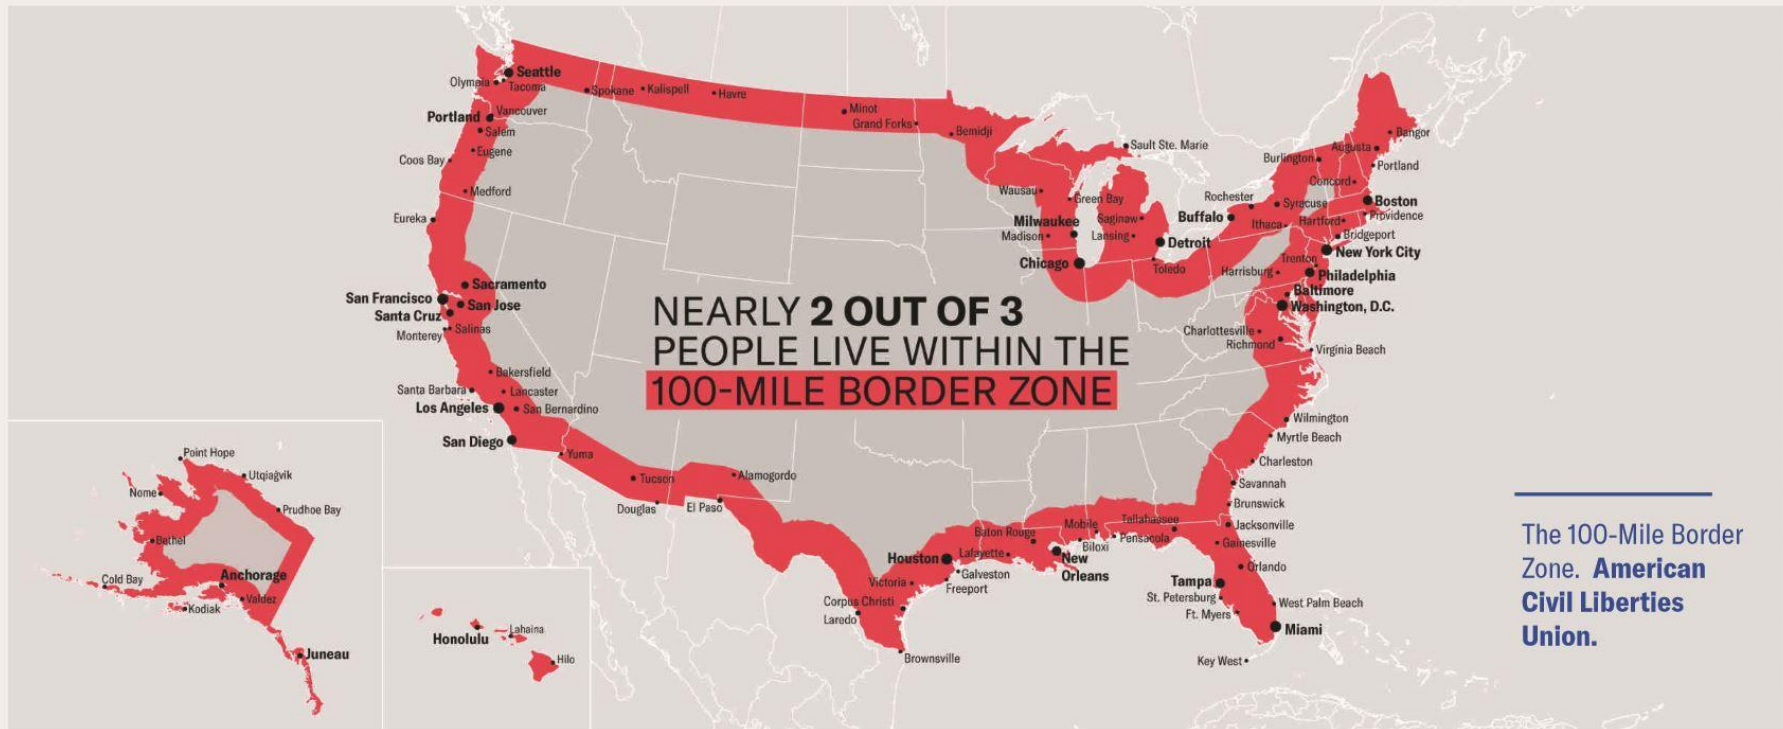 Seattle
Olympia
Tacoma
Spokane
Kalispell
Havre
Minot
Grand Forks
Bemidji
Portland
Vancouver
Salem
Eugene
Coos Bay
Medford
Eureka
Sault Ste. Marie
Wausau
Green Bay
Milwaukee
Madison
Saginaw
Lansing
Detroit
Chicago
Toledo
Bangor
Augusta
Burlington
Portland
Concord
Rochester
Syracuse
Boston
Buffalo
Ithaca
Hartford
Providence
Bridgeport
New York City
Trenton
Harrisburg
Philadelphia
Baltimore
Washington, D.C.
Charlottesville
Richmond
Virginia Beach
Sacramento
San Francisco
San Jose
Santa Cruz
Salinas
Monterey
NEARLY 2 OUT OF 3
PEOPLE LIVE WITHIN THE
100-MILE BORDER ZONE
Bakersfield
Santa Barbara
Lancaster
Los Angeles
San Bernardino
San Diego
Yuma
Tucson
Douglas
El Paso
Alamogordo
Wilmington
Myrtle Beach
Charleston
Savannah
Brunswick
Jacksonville
Gainesville
Orlando
Tampa
St. Petersburg
Ft. Myers
West Palm Beach
Miami
Key West
Tallahassee
Mobile
Pensacola
Biloxi
Baton Rouge
New
Orleans
Lafayette
Houston
Galveston
Freeport
Victoria
Corpus Christi
Laredo
Brownsville
Point Hope
Utqiaġvik
Nome
Prudhoe Bay
Bethel
Cold Bay
Anchorage
Valdez
Kodiak
Juneau
Honolulu
Lahaina
Hilo
The 100-Mile Border
Zone. American
Civil Liberties
Union.